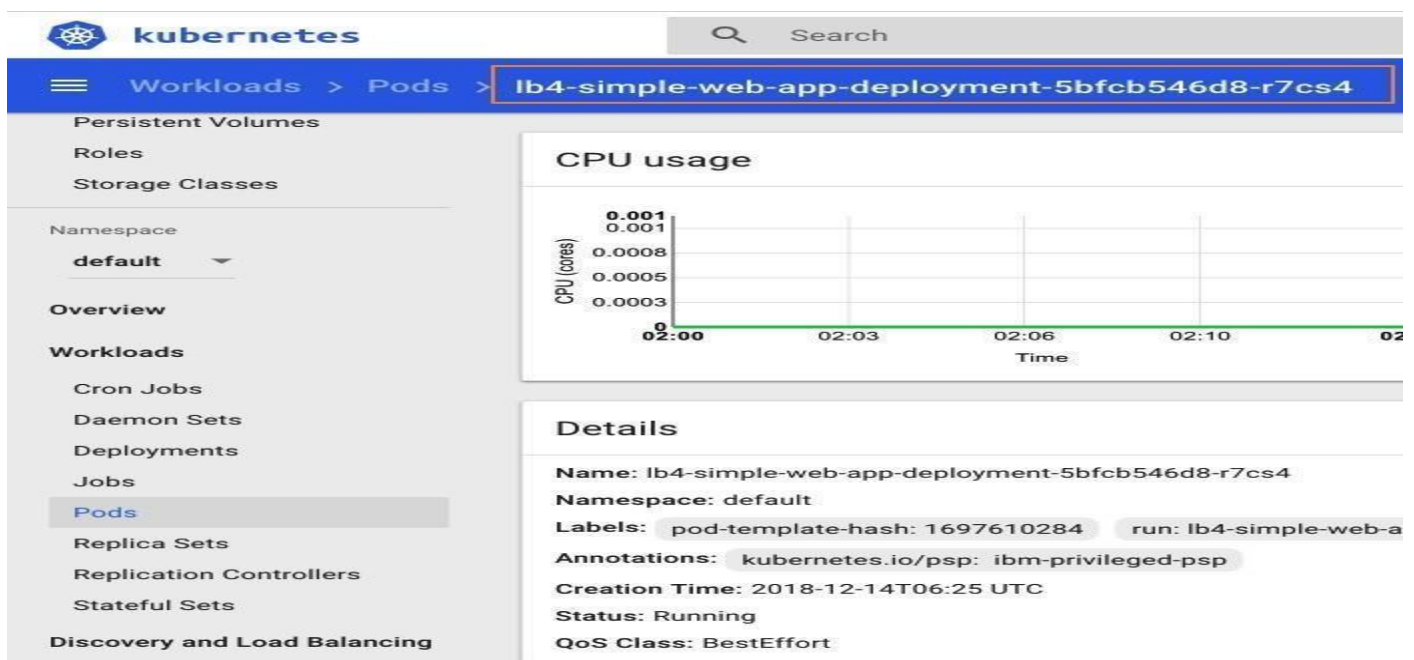 kubernetes
Search
Workloads > Pods > lb4-simple-web-app-deployment-5bfcb546d8-r7cs4
Persistent Volumes
Roles
Storage Classes
Namespace
default
Overview
Workloads
Cron Jobs
Daemon Sets
Deployments
Jobs
Pods
Replica Sets
Replication Controllers
Stateful Sets
Discovery and Load Balancing
CPU usage
CPU (cores)
0.001
0.001
0.0008
0.0005
0.0003
0
02:00 02:03 02:06 02:10 02
Time
Details
Name: lb4-simple-web-app-deployment-5bfcb546d8-r7cs4
Namespace: default
Labels: pod-template-hash: 1697610284 run: lb4-simple-web-a
Annotations: kubernetes.io/psp: ibm-privileged-psp
Creation Time: 2018-12-14T06:25 UTC
Status: Running
QoS Class: BestEffort